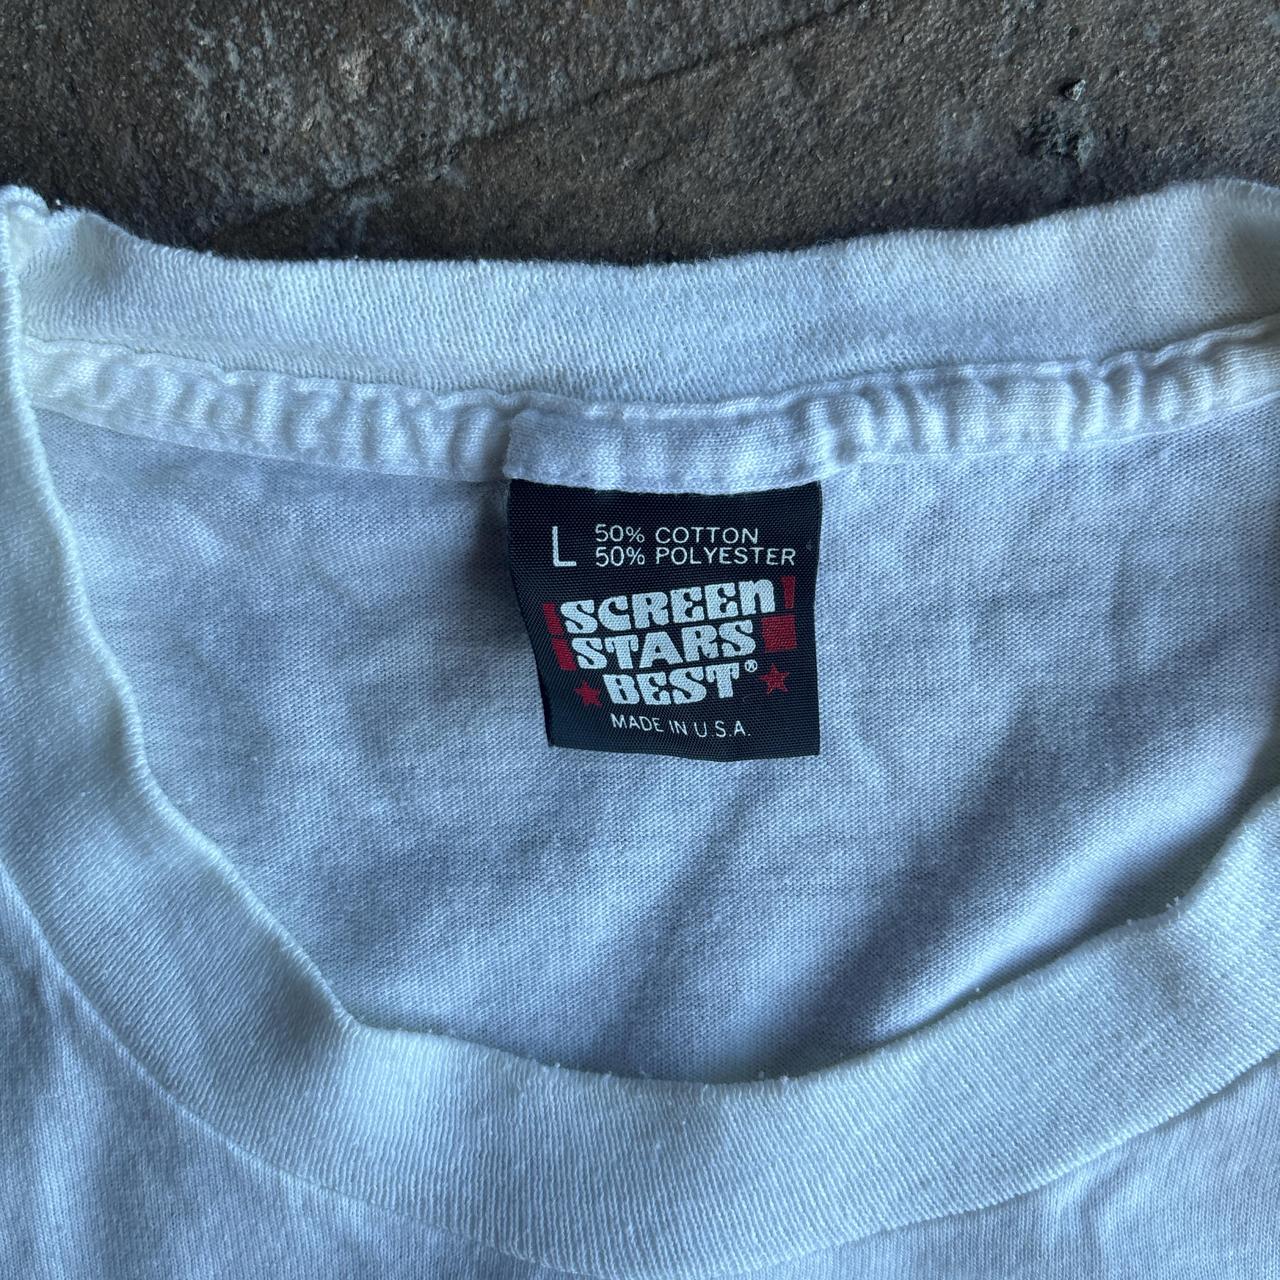 L 50% COTTON
50% POLYESTER
SCREEN
STARS
BEST®
MADE IN U.S.A.